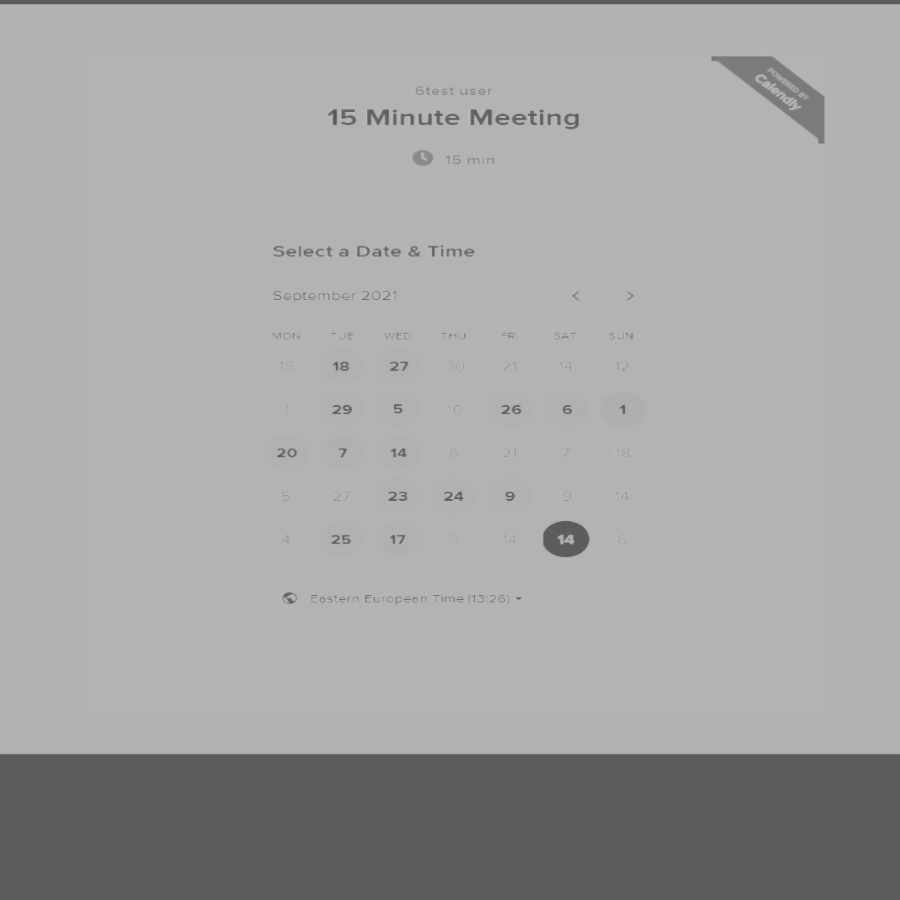 6test user
15 Minute Meeting
15 min
POWERED BY
Calendly
Select a Date & Time
September 2021 < >
MON TUE WED THU FRI SAT SUN
15 18 27 30 21 14 12
1 29 5 10 26 6 1
20 7 14 6 21 7 18
5 27 23 24 9 9 14
4 25 17 3 14 14 6
Eastern European Time (13:26)